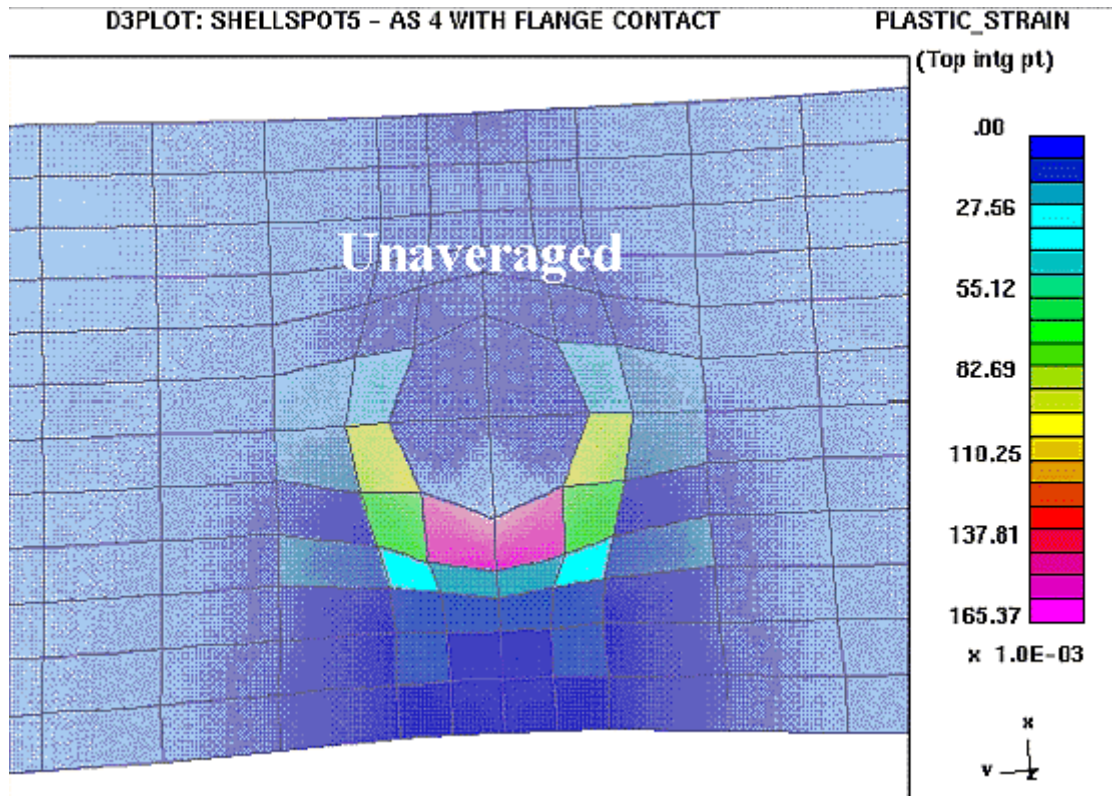 D3PLOT: SHELLSPOT5 - AS 4 WITH FLANGE CONTACT
PLASTIC_STRAIN
(Top intg pt)
Unaveraged
.00
27.56
55.12
82.69
110.25
137.81
165.37
x 1.0E-03
x
Y
Z